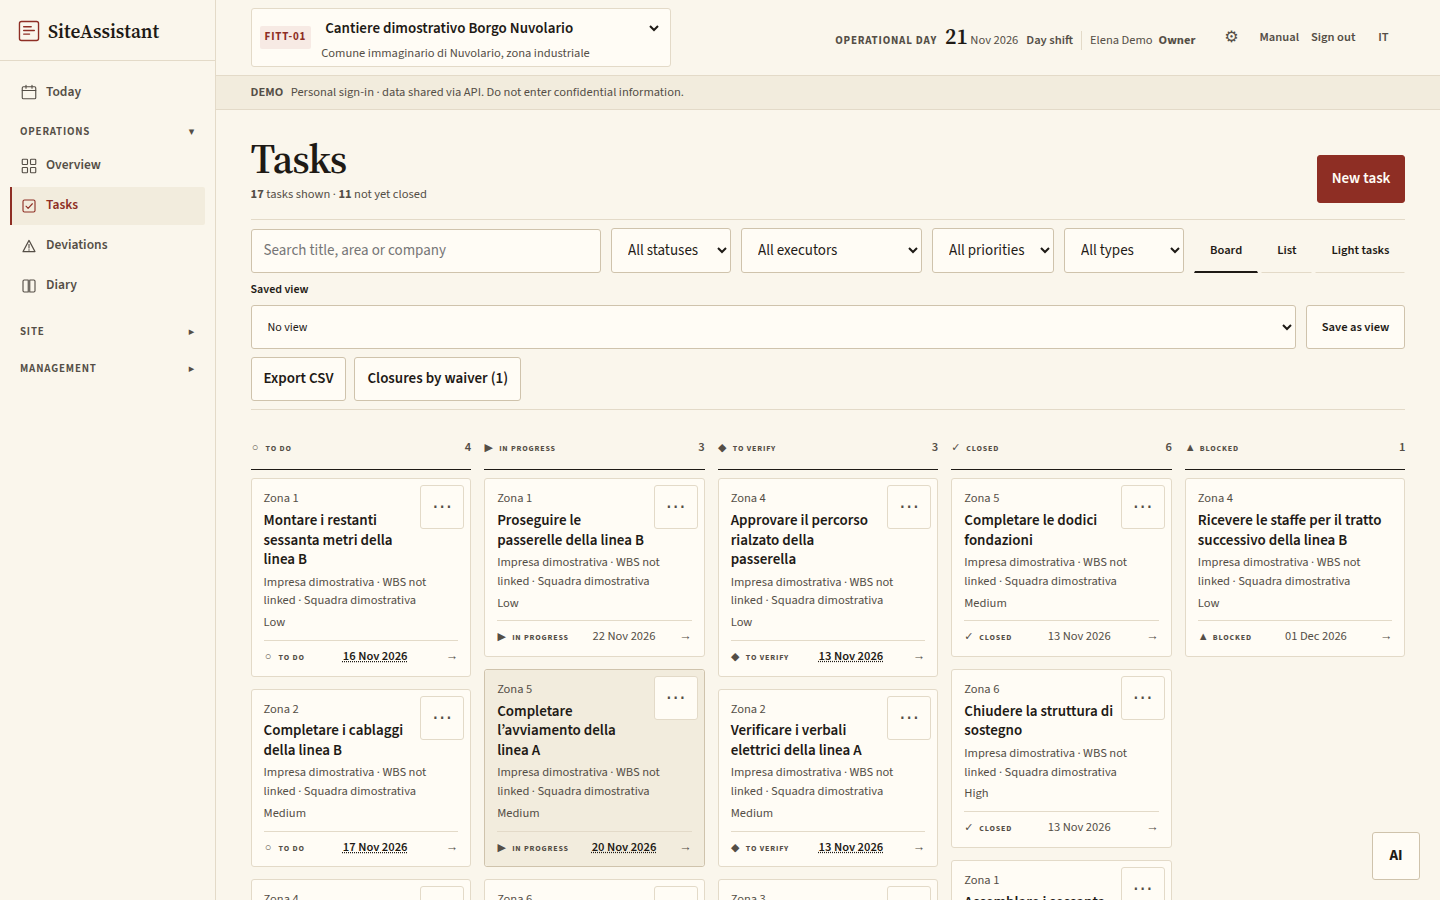 SiteAssistant
FITT-01
Cantiere dimostrativo Borgo Nuvolario
Comune immaginario di Nuvolario, zona industriale
OPERATIONAL DAY 21 Nov 2026 Day shift
Elena Demo Owner
Manual
Sign out
IT
DEMO Personal sign-in · data shared via API. Do not enter confidential information.
Today
OPERATIONS
Overview
Tasks
Deviations
Diary
SITE
MANAGEMENT
Tasks
17 tasks shown · 11 not yet closed
New task
Search title, area or company
All statuses
All executors
All priorities
All types
Board
List
Light tasks
Saved view
No view
Save as view
Export CSV
Closures by waiver (1)
○ TO DO 4
Zona 1
...
Montare i restanti
sessanta metri della
linea B
Impresa dimostrativa · WBS not
linked · Squadra dimostrativa
Low
○ TO DO 16 Nov 2026 →
Zona 2
...
Completare i cablaggi
della linea B
Impresa dimostrativa · WBS not
linked · Squadra dimostrativa
Medium
○ TO DO 17 Nov 2026 →
Zona 4
▶ IN PROGRESS 3
Zona 1
...
Proseguire le
passerelle della linea B
Impresa dimostrativa · WBS not
linked · Squadra dimostrativa
Low
▶ IN PROGRESS 22 Nov 2026 →
Zona 5
...
Completare
l’avviamento della
linea A
Impresa dimostrativa · WBS not
linked · Squadra dimostrativa
Medium
▶ IN PROGRESS 20 Nov 2026 →
Zona 6
◆ TO VERIFY 3
Zona 4
...
Approvare il percorso
rialzato della
passerella
Impresa dimostrativa · WBS not
linked · Squadra dimostrativa
Low
◆ TO VERIFY 13 Nov 2026 →
Zona 2
...
Verificare i verbali
elettrici della linea A
Impresa dimostrativa · WBS not
linked · Squadra dimostrativa
Medium
◆ TO VERIFY 13 Nov 2026 →
Zona 3
✓ CLOSED 6
Zona 5
...
Completare le dodici
fondazioni
Impresa dimostrativa · WBS not
linked · Squadra dimostrativa
Medium
✓ CLOSED 13 Nov 2026 →
Zona 6
...
Chiudere la struttura di
sostegno
Impresa dimostrativa · WBS not
linked · Squadra dimostrativa
High
✓ CLOSED 13 Nov 2026 →
Zona 1
...
▲ BLOCKED 1
Zona 4
Ricevere le staffe per il tratto
successivo della linea B
Impresa dimostrativa · WBS not
linked · Squadra dimostrativa
Low
▲ BLOCKED 01 Dec 2026 →
AI